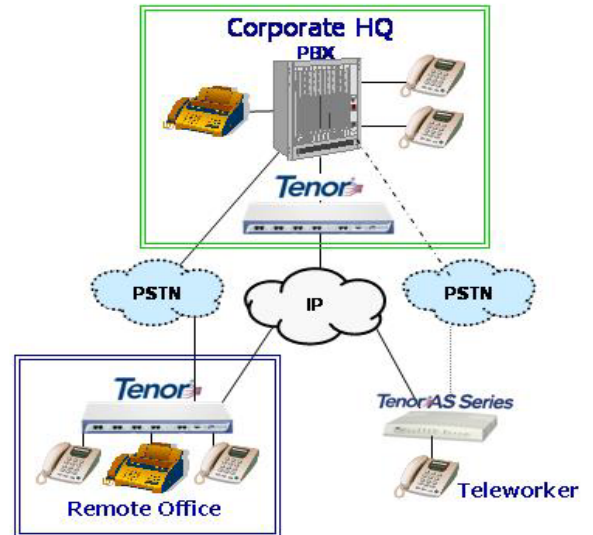 Corporate HQ
PBX
Tenor
PSTN
IP
PSTN
Tenor
Tenor AS Series
Remote Office
Teleworker